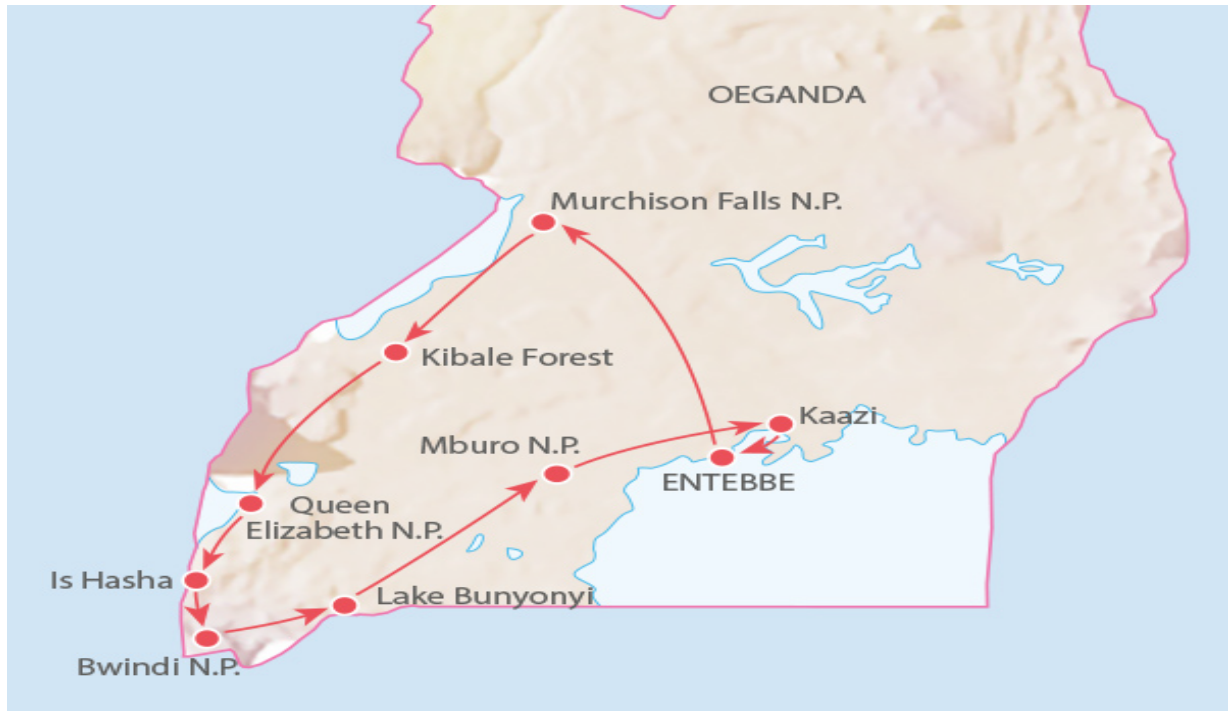 OEGANDA
Murchison Falls N.P.
Kibale Forest
Kaazi
Mburo N.P.
ENTEBBE
Queen
Elizabeth N.P.
Is Hasha
Lake Bunyonyi
Bwindi N.P.